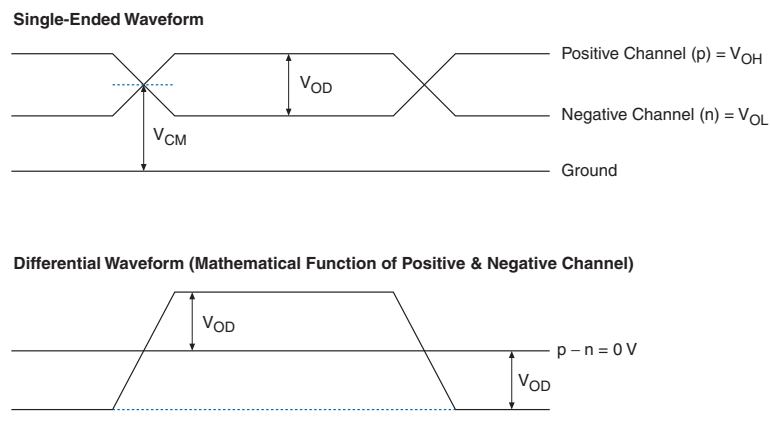 Single-Ended Waveform
Positive Channel (p) = VOH
VOD
Negative Channel (n) = VOL
VCM
Ground
Differential Waveform (Mathematical Function of Positive & Negative Channel)
VOD
p – n = 0 V
VOD